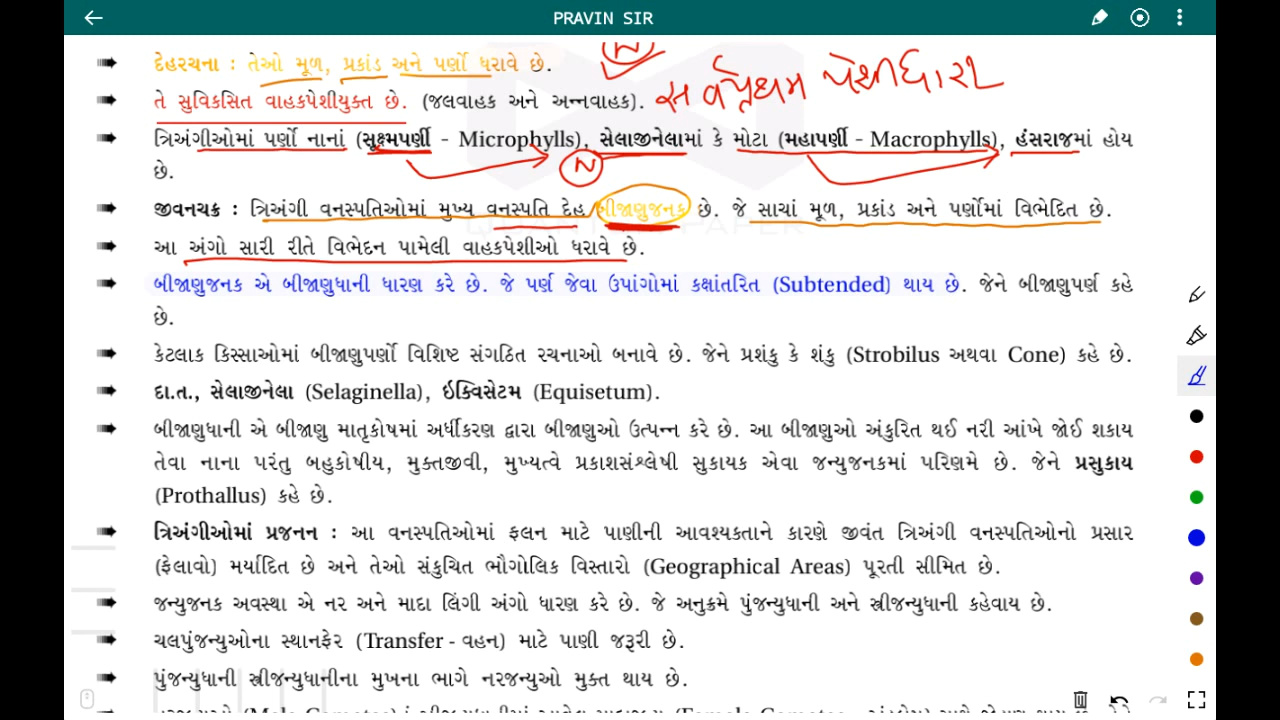 PRAVIN SIR
દેહરચના : તેઓ મૂળ, પ્રકાંડ અને પર્ણો ધરાવે છે.
(N)
તે સુવિકસિત વાહકપેશીયુક્ત છે. (જલવાહક અને અન્નવાહક). સર્વપ્રથમ પેશીધારી
ત્રિઅંગીઓમાં પર્ણો નાનાં (સૂક્ષ્મપર્ણી - Microphylls), સેલાજીનેલામાં કે મોટા (મહાપર્ણી - Macrophylls), હંસરાજમાં હોય
છે.
N
જીવનચક્ર : ત્રિઅંગી વનસ્પતિઓમાં મુખ્ય વનસ્પતિ દેહ બીજાણુજનક છે. જે સાચાં મૂળ, પ્રકાંડ અને પર્ણોમાં વિભેદિત છે.
આ અંગો સારી રીતે વિભેદન પામેલી વાહકપેશીઓ ધરાવે છે.
બીજાણુજનક એ બીજાણુધાની ધારણ કરે છે. જે પર્ણ જેવા ઉપાંગોમાં કક્ષાંતરિત (Subtended) થાય છે. જેને બીજાણુપર્ણ કહે
છે.
કેટલાક કિસ્સાઓમાં બીજાણુપર્ણો વિશિષ્ટ સંગઠિત રચનાઓ બનાવે છે. જેને પ્રશંકુ કે શંકુ (Strobilus અથવા Cone) કહે છે.
દા.ત., સેલાજીનેલા (Selaginella), ઇક્વિસેટમ (Equisetum).
બીજાણુધાની એ બીજાણુ માતૃકોષમાં અર્ધીકરણ દ્વારા બીજાણુઓ ઉત્પન્ન કરે છે. આ બીજાણુઓ અંકુરિત થઈ નરી આંખે જોઈ શકાય
તેવા નાના પરંતુ બહુકોષીય, મુક્તજીવી, મુખ્યત્વે પ્રકાશસંશ્લેષી સુકાયક એવા જન્યુજનકમાં પરિણમે છે. જેને પ્રસુકાય
(Prothallus) કહે છે.
ત્રિઅંગીઓમાં પ્રજનન : આ વનસ્પતિઓમાં ફલન માટે પાણીની આવશ્યકતાને કારણે જીવંત ત્રિઅંગી વનસ્પતિઓનો પ્રસાર
(ફેલાવો) મર્યાદિત છે અને તેઓ સંકુચિત ભૌગોલિક વિસ્તારો (Geographical Areas) પૂરતી સીમિત છે.
જન્યુજનક અવસ્થા એ નર અને માદા લિંગી અંગો ધારણ કરે છે. જે અનુક્રમે પુંજન્યુધાની અને સ્ત્રીજન્યુધાની કહેવાય છે.
ચલપુંજન્યુઓના સ્થાનફેર (Transfer - વહન) માટે પાણી જરૂરી છે.
પુંજન્યુધાની સ્ત્રીજન્યુધાનીના મુખના ભાગે નરજન્યુઓ મુક્ત થાય છે.